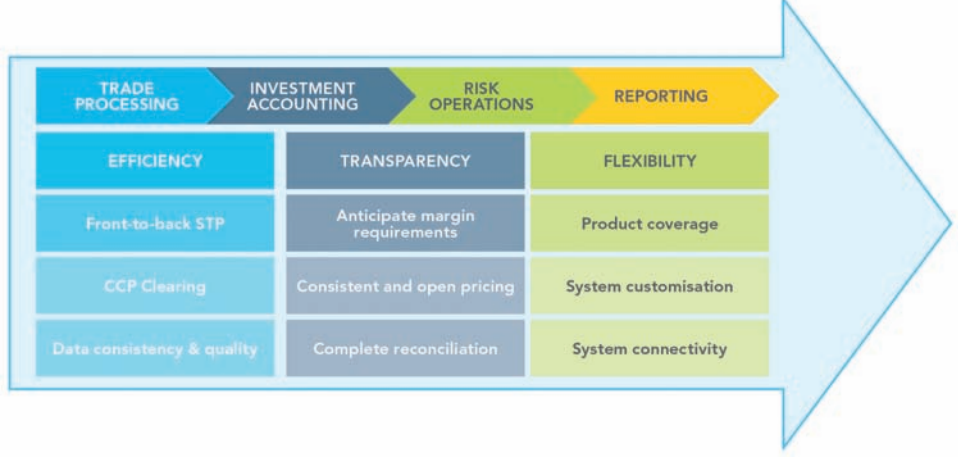 TRADE
PROCESSING
INVESTMENT
ACCOUNTING
RISK
OPERATIONS
REPORTING
EFFICIENCY
TRANSPARENCY
FLEXIBILITY
Front-to-back STP
Anticipate margin
requirements
Product coverage
CCP Clearing
Consistent and open pricing
System customisation
Data consistency & quality
Complete reconciliation
System connectivity